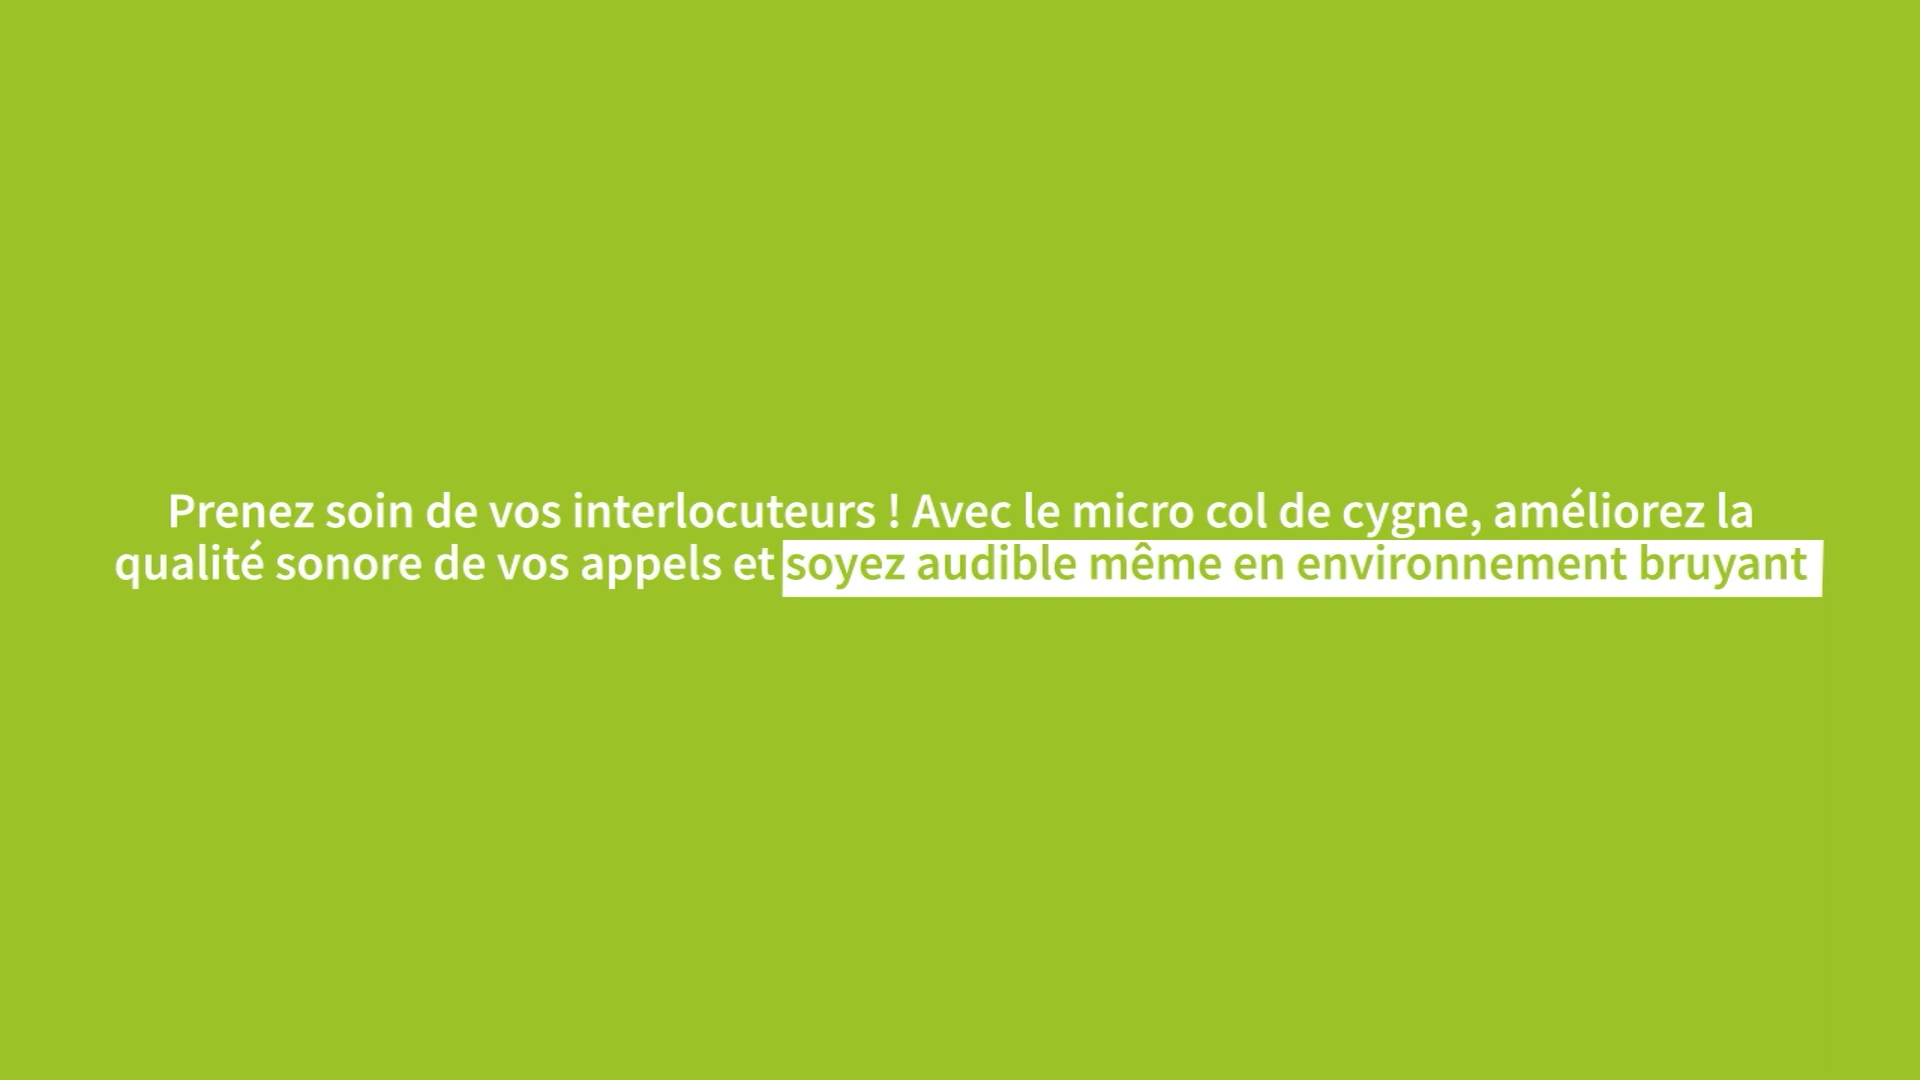 Prenez soin de vos interlocuteurs ! Avec le micro col de cygne, améliorez la
qualité sonore de vos appels et soyez audible même en environnement bruyant